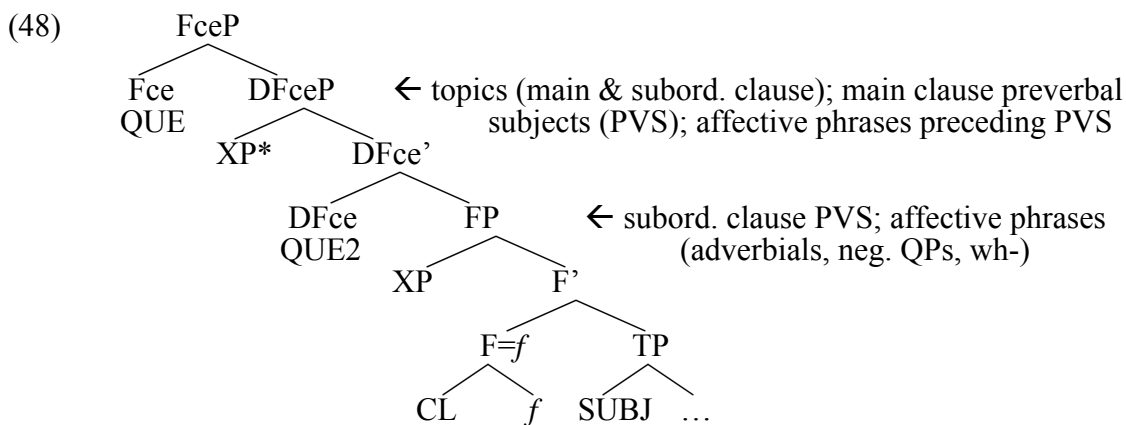 (48) FceP
Fce DFceP ← topics (main & subord. clause); main clause preverbal
QUE subjects (PVS); affective phrases preceding PVS
XP* DFce’
DFce FP ← subord. clause PVS; affective phrases
QUE2 (adverbials, neg. QPs, wh-)
XP F’
F=f TP
CL f SUBJ …